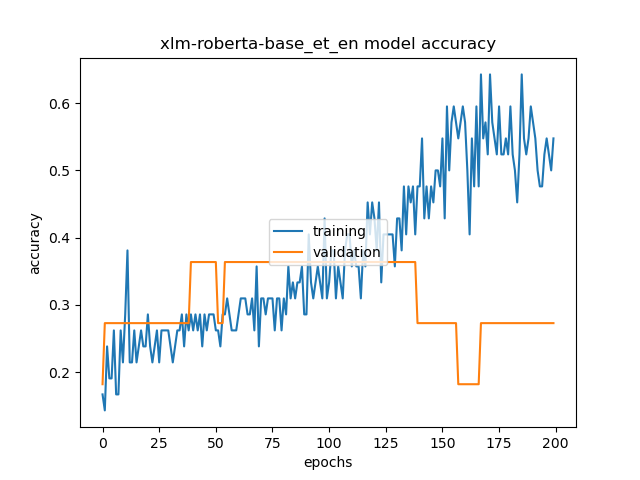 xlm-roberta-base_et_en model accuracy
accuracy
0.6
0.5
0.4
0.3
0.2
training
validation
0 25 50 75 100 125 150 175 200
epochs